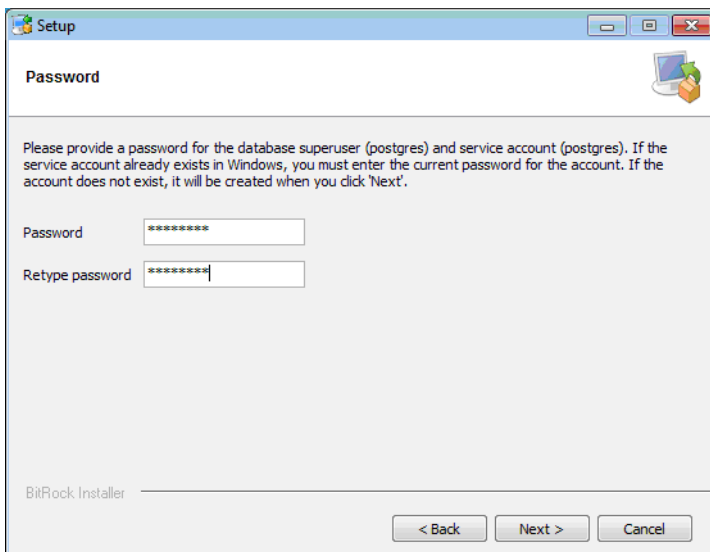 Setup
Password
Please provide a password for the database superuser (postgres) and service account (postgres). If the
service account already exists in Windows, you must enter the current password for the account. If the
account does not exist, it will be created when you click 'Next'.
Password ********
Retype password ********
BitRock Installer
< Back Next > Cancel